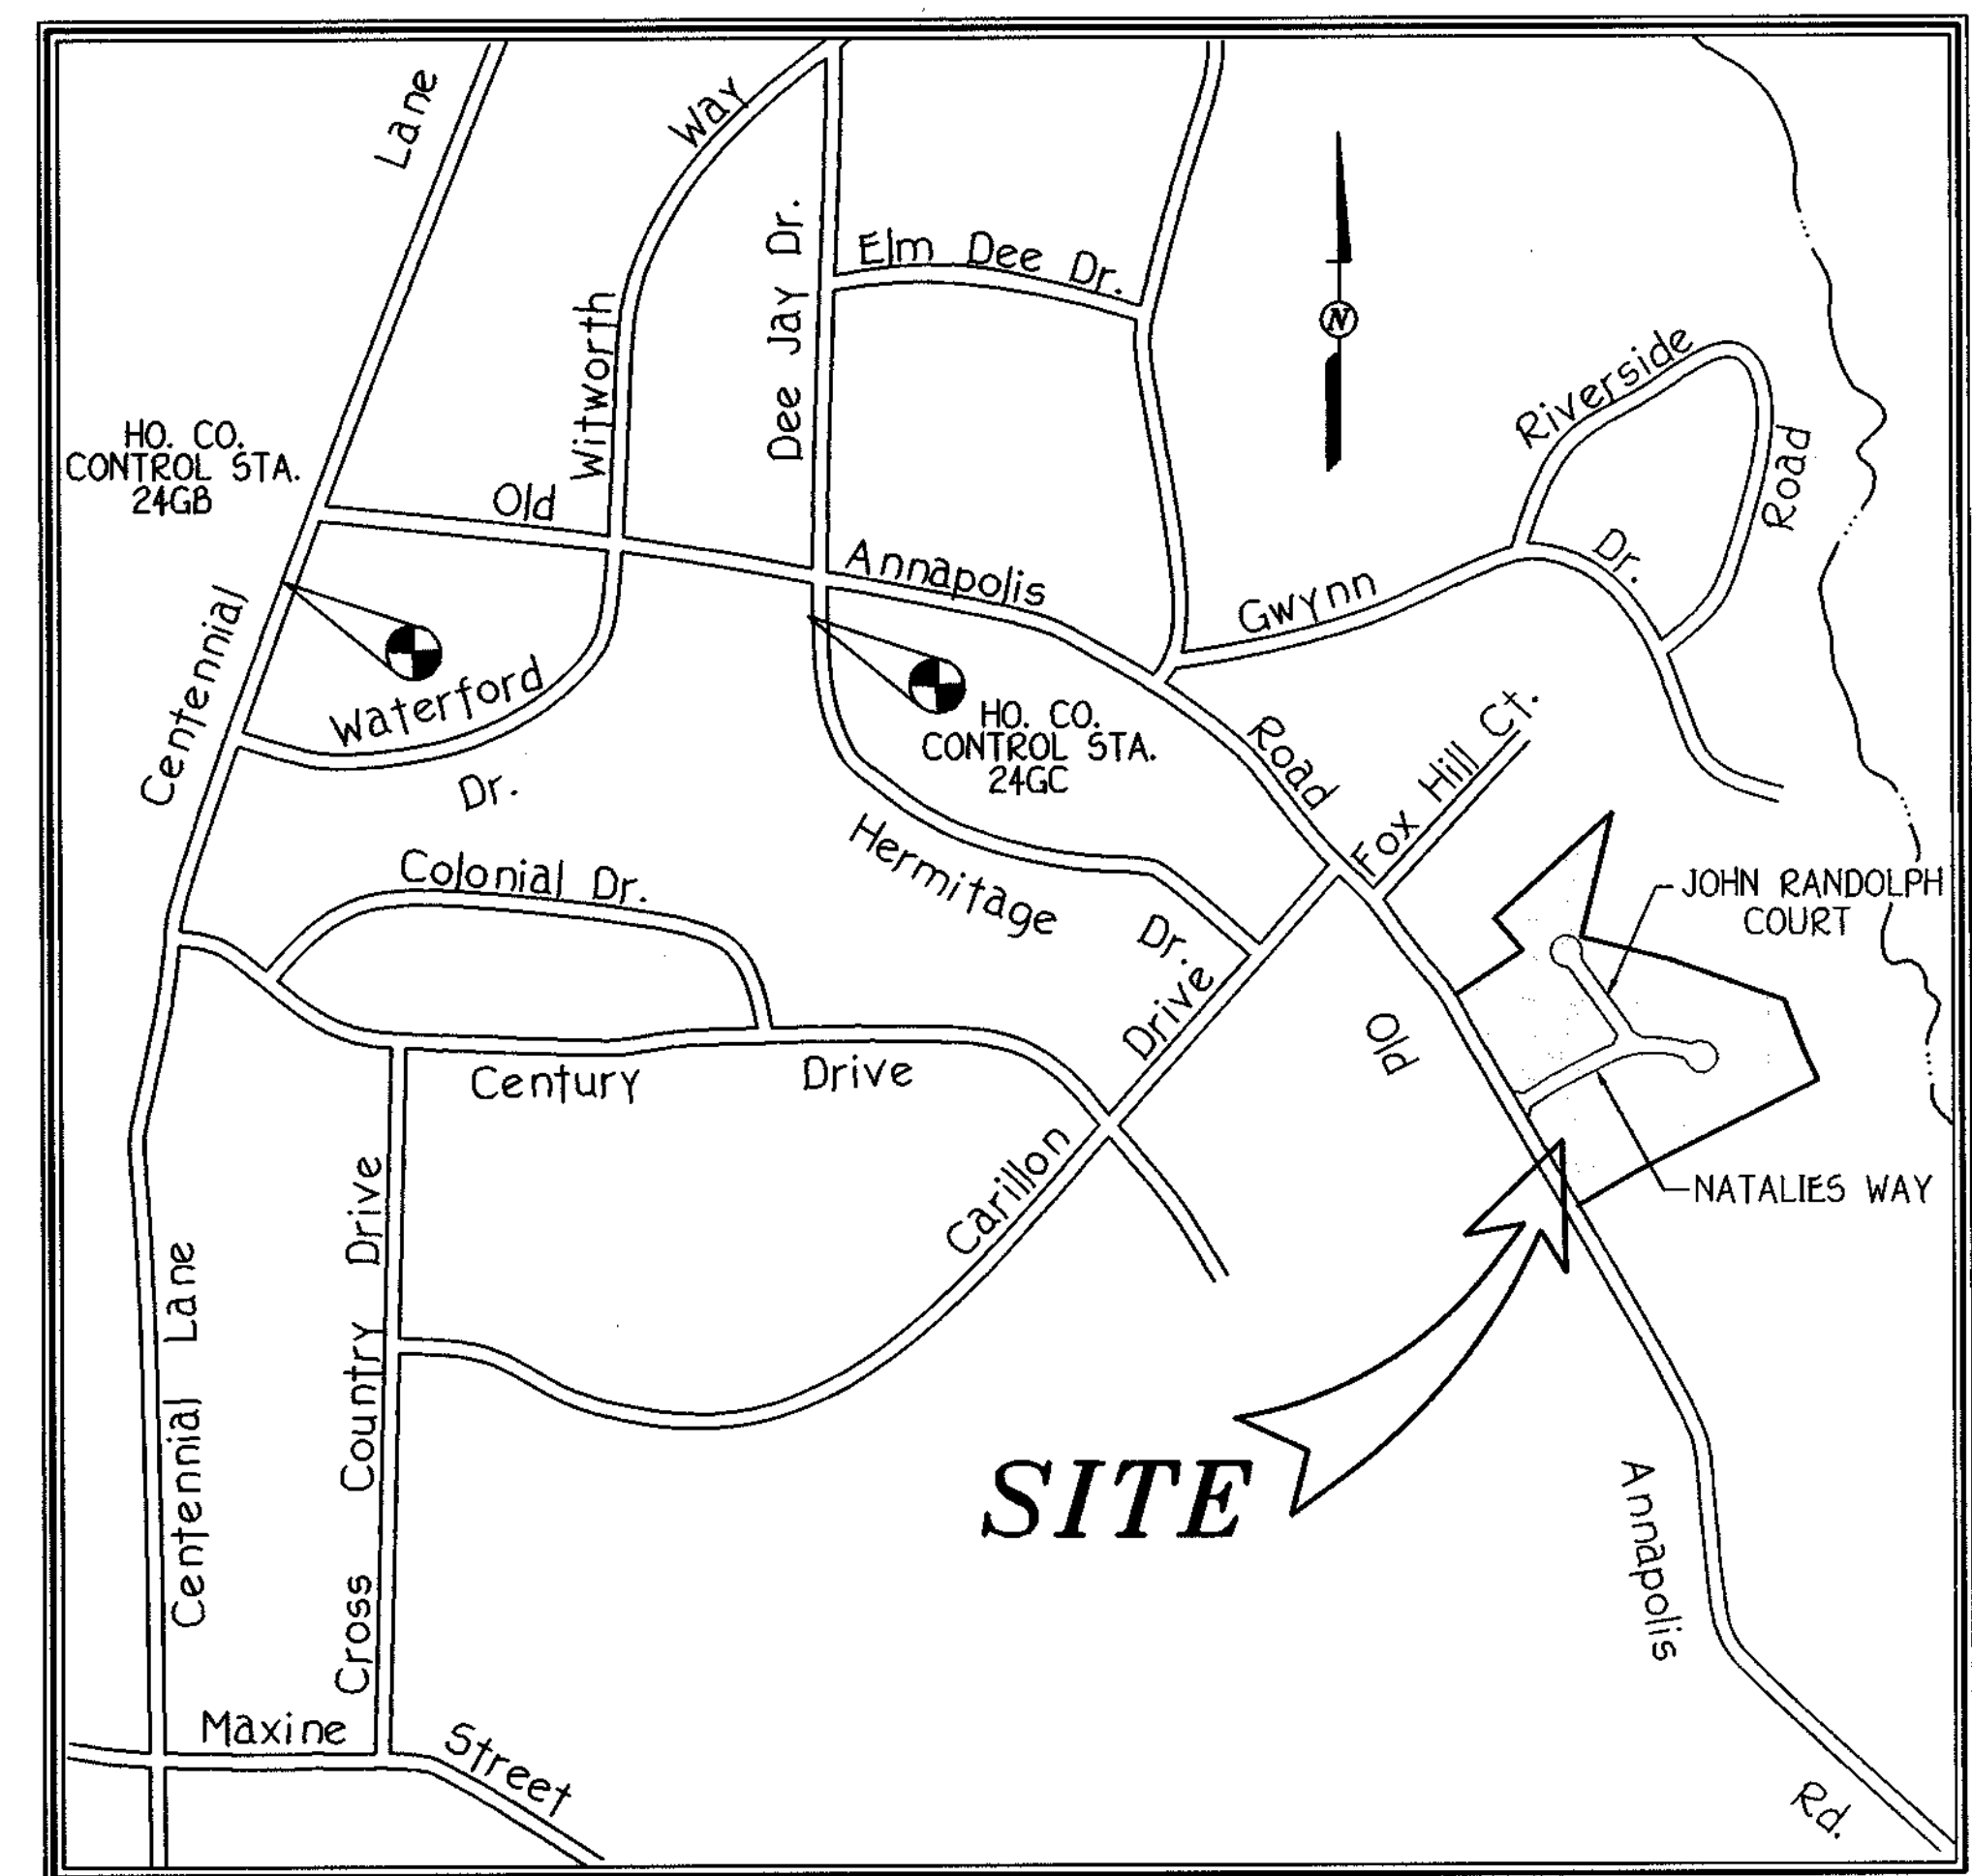 Lane
Way
Dee Jay Dr.
Elm Dee Dr.
N
Witworth
Riverside
Road
HO. CO.
CONTROL STA.
24GB
Old
Annapolis
Road
Gwynn
Dr.
Centennial
Waterford
Dr.
HO. CO.
CONTROL STA.
24GC
Fox Hill Ct.
Hermitage
Dr.
Colonial Dr.
JOHN RANDOLPH
COURT
Drive
Old
Century
Drive
Carillon
NATALIES WAY
Cross Country Drive
Centennial Lane
SITE
Annapolis
Rd.
Maxine
Street